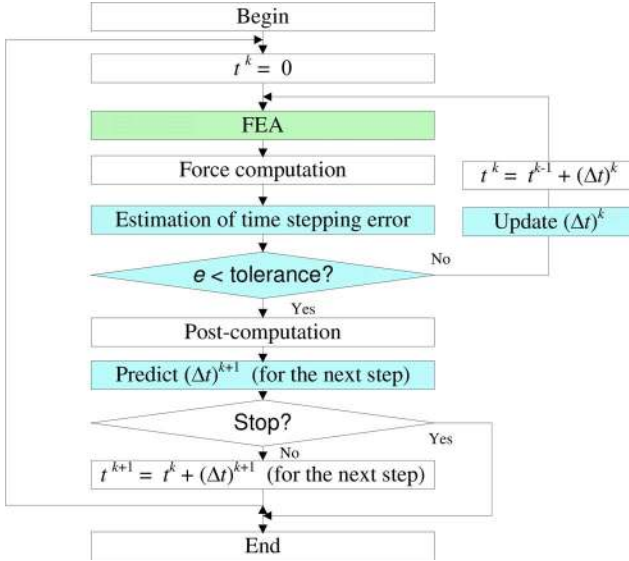 Begin
t^k = 0
FEA
Force computation
t^k = t^{k-1} + (Δt)^k
Estimation of time stepping error
Update (Δt)^k
e < tolerance?
No
Yes
Post-computation
Predict (Δt)^{k+1} (for the next step)
Stop?
Yes
No
t^{k+1} = t^k + (Δt)^{k+1} (for the next step)
End